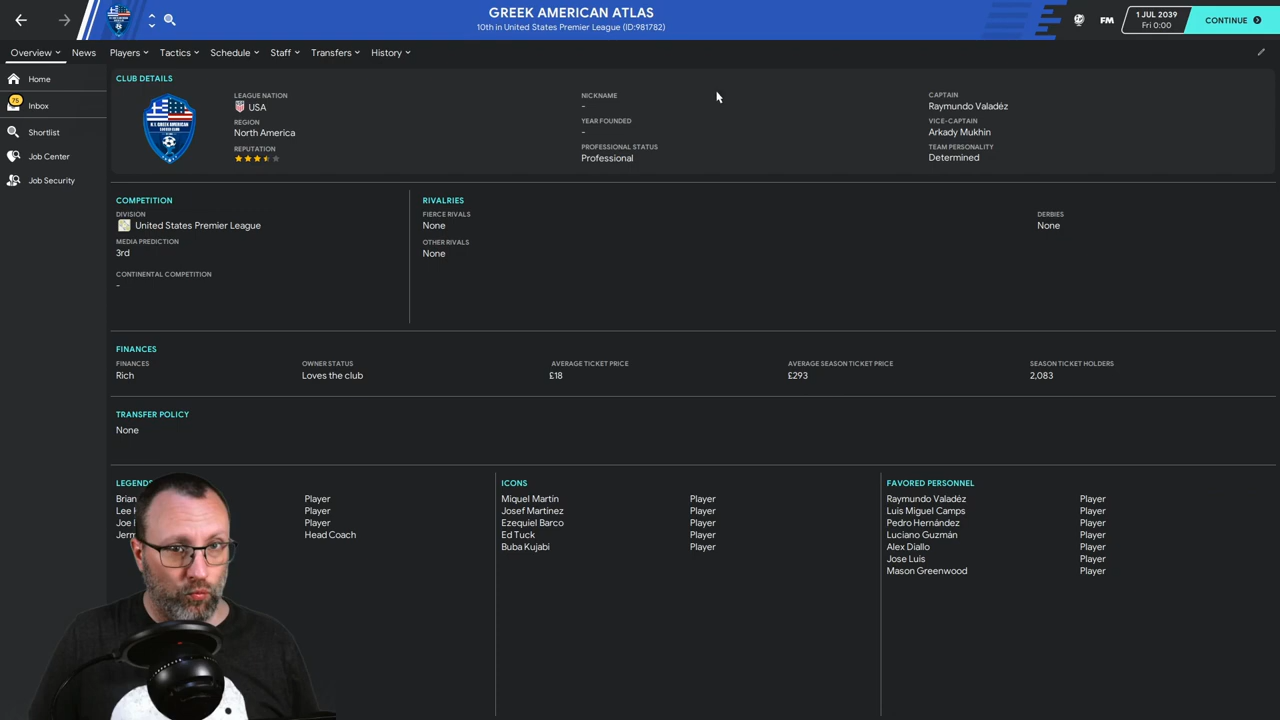 GREEK AMERICAN ATLAS
10th in United States Premier League (ID:981782)
FM
1 JUL 2039
Fri 0:00
CONTINUE
Overview
News
Players
Tactics
Schedule
Staff
Transfers
History
Home
75
Inbox
Shortlist
Job Center
Job Security
CLUB DETAILS
LEAGUE NATION
USA
REGION
North America
REPUTATION
NICKNAME
-
YEAR FOUNDED
-
PROFESSIONAL STATUS
Professional
CAPTAIN
Raymundo Valadéz
VICE-CAPTAIN
Arkady Mukhin
TEAM PERSONALITY
Determined
COMPETITION
DIVISION
United States Premier League
MEDIA PREDICTION
3rd
CONTINENTAL COMPETITION
-
RIVALRIES
FIERCE RIVALS
None
OTHER RIVALS
None
DERBIES
None
FINANCES
FINANCES
Rich
OWNER STATUS
Loves the club
AVERAGE TICKET PRICE
£18
AVERAGE SEASON TICKET PRICE
£293
SEASON TICKET HOLDERS
2,083
TRANSFER POLICY
None
LEGENDS
Brian
Player
Lee
Player
Joe
Player
Head Coach
ICONS
Miquel Martín Player
Josef Martinez Player
Ezequiel Barco Player
Ed Tuck Player
Buba Kujabi Player
FAVORED PERSONNEL
Raymundo Valadéz Player
Luis Miguel Camps Player
Pedro Hernández Player
Luciano Guzmán Player
Alex Diallo Player
Jose Luis Player
Mason Greenwood Player